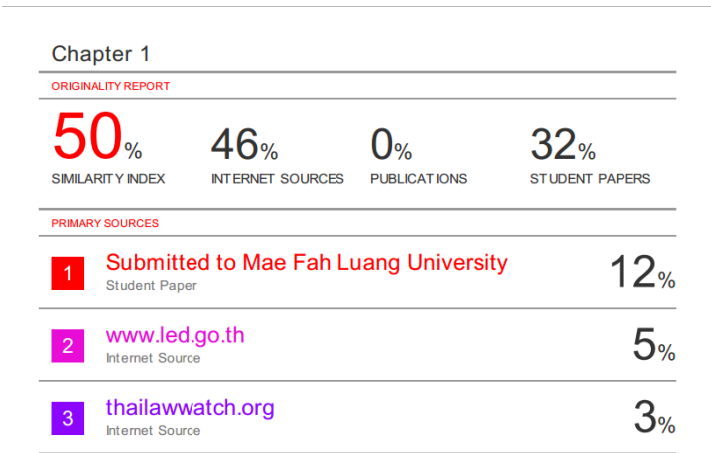 Chapter 1
ORIGINALITY REPORT
50% 46% 0% 32%
SIMILARITY INDEX INTERNET SOURCES PUBLICATIONS STUDENT PAPERS
PRIMARY SOURCES
1 Submitted to Mae Fah Luang University 12%
Student Paper
2 www.led.go.th 5%
Internet Source
3 thailawwatch.org 3%
Internet Source